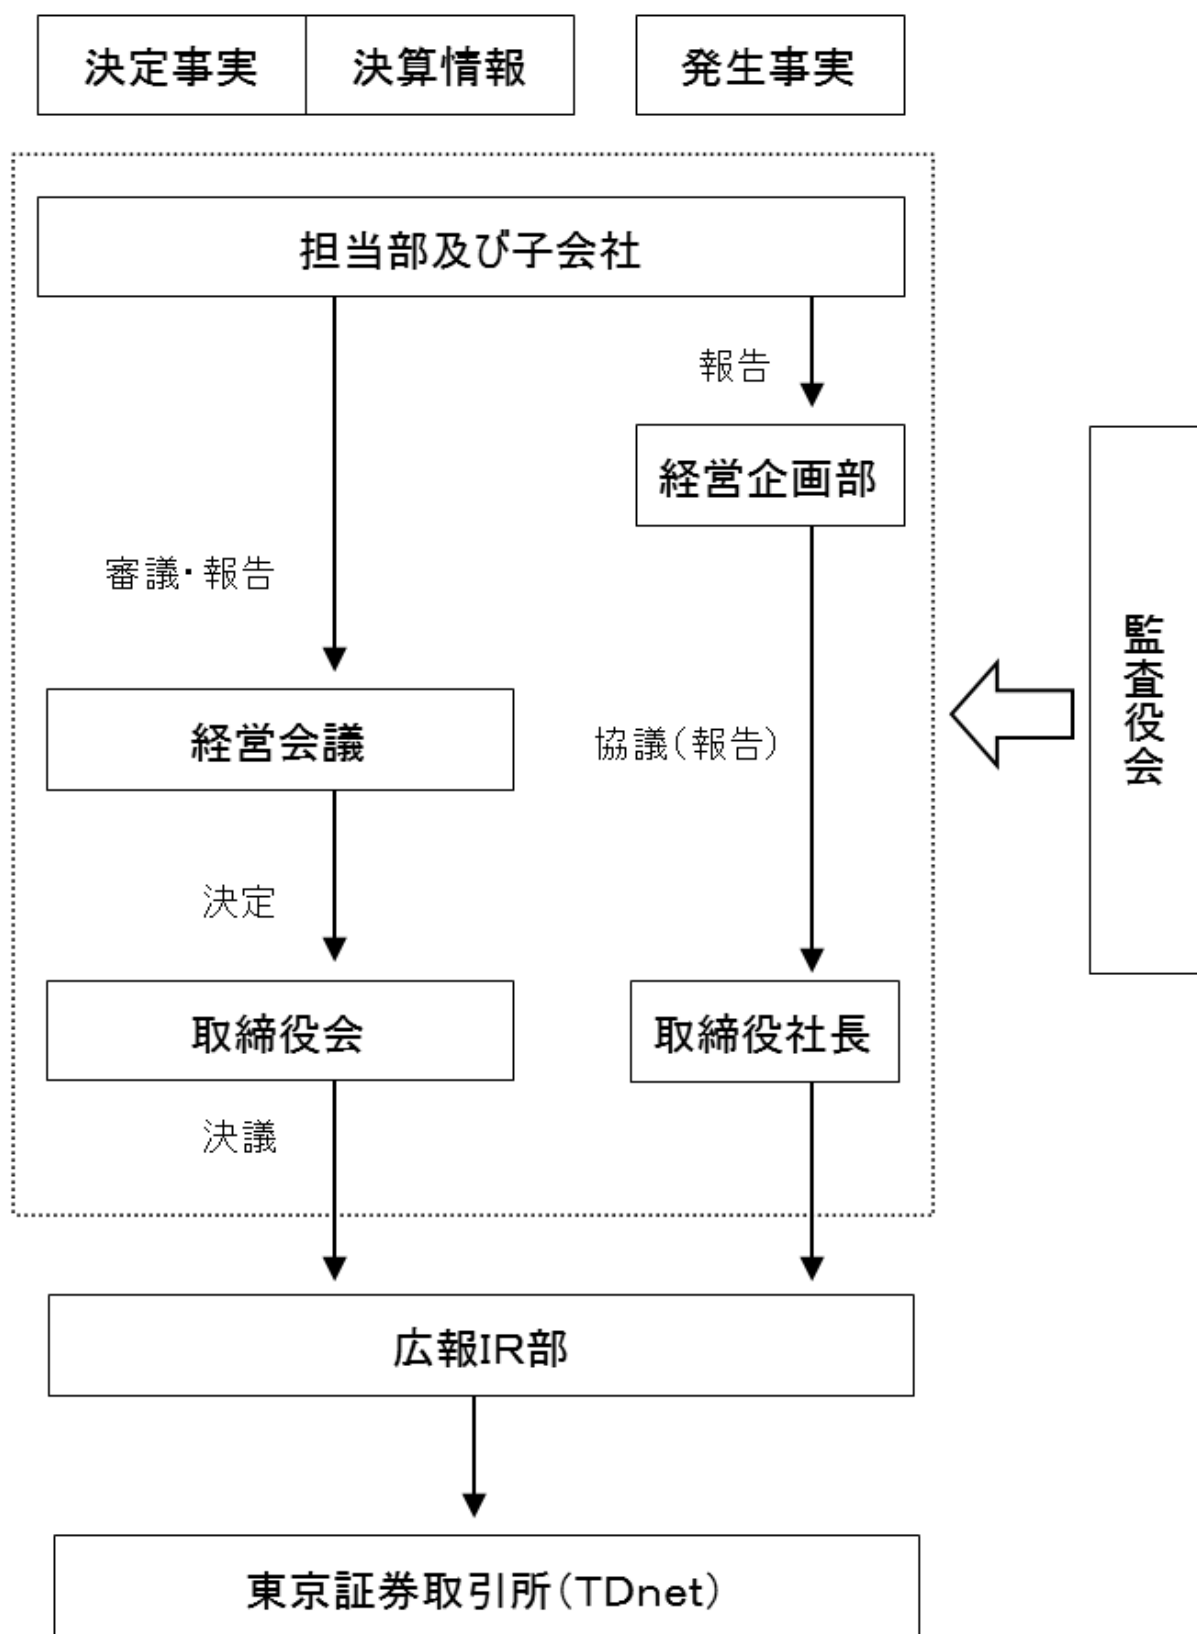 決定事実
決算情報
発生事実
担当部及び子会社
報告
経営企画部
審議・報告
監査役会
経営会議
協議(報告)
決定
取締役会
取締役社長
決議
広報IR部
東京証券取引所(TDnet)